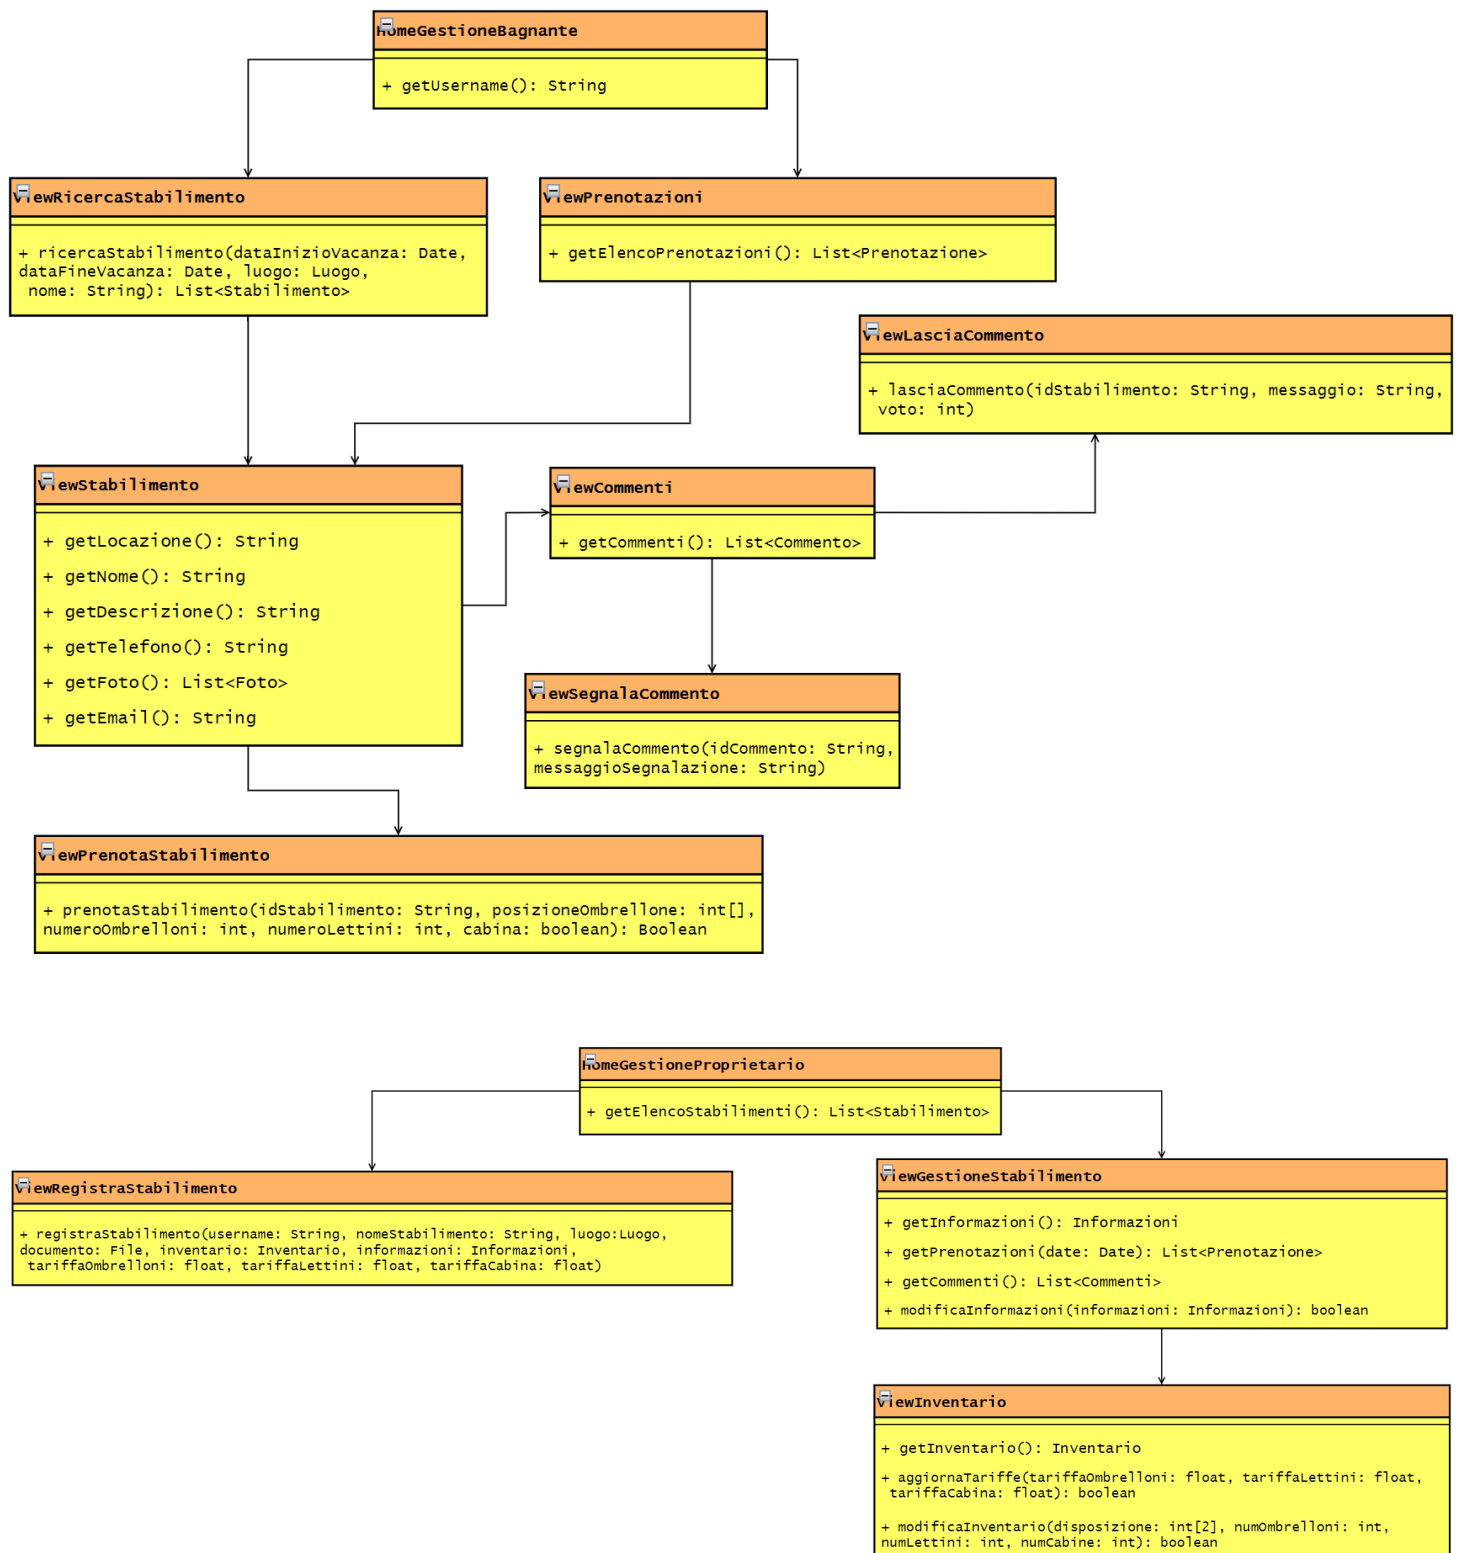 HomeGestioneBagnante
+ getUsername(): String
ViewRicercaStabilimento
+ ricercaStabilimento(dataInizioVacanza: Date,
dataFineVacanza: Date, luogo: Luogo,
nome: String): List<Stabilimento>
ViewPrenotazioni
+ getElencoPrenotazioni(): List<Prenotazione>
ViewLasciaCommento
+ lasciaCommento(idStabilimento: String, messaggio: String,
voto: int)
ViewStabilimento
+ getLocazione(): String
+ getNome(): String
+ getDescrizione(): String
+ getTelefono(): String
+ getFoto(): List<Foto>
+ getEmail(): String
ViewCommenti
+ getCommenti(): List<Commento>
ViewSegnalaCommento
+ segnalaCommento(idCommento: String,
messaggioSegnalazione: String)
ViewPrenotaStabilimento
+ prenotaStabilimento(idStabilimento: String, posizioneOmbrellone: int[],
numeroOmbrelloni: int, numeroLettini: int, cabina: boolean): Boolean
HomeGestioneProprietario
+ getElencoStabilimenti(): List<Stabilimento>
ViewRegistraStabilimento
+ registraStabilimento(username: String, nomeStabilimento: String, luogo:Luogo,
documento: File, inventario: Inventario, informazioni: Informazioni,
tariffaOmbrelloni: float, tariffaLettini: float, tariffaCabina: float)
ViewGestioneStabilimento
+ getInformazioni(): Informazioni
+ getPrenotazioni(date: Date): List<Prenotazione>
+ getCommenti(): List<Commenti>
+ modificaInformazioni(informazioni: Informazioni): boolean
ViewInventario
+ getInventario(): Inventario
+ aggiornaTariffe(tariffaOmbrelloni: float, tariffaLettini: float,
tariffaCabina: float): boolean
+ modificaInventario(disposizione: int[2], numOmbrelloni: int,
numLettini: int, numCabine: int): boolean